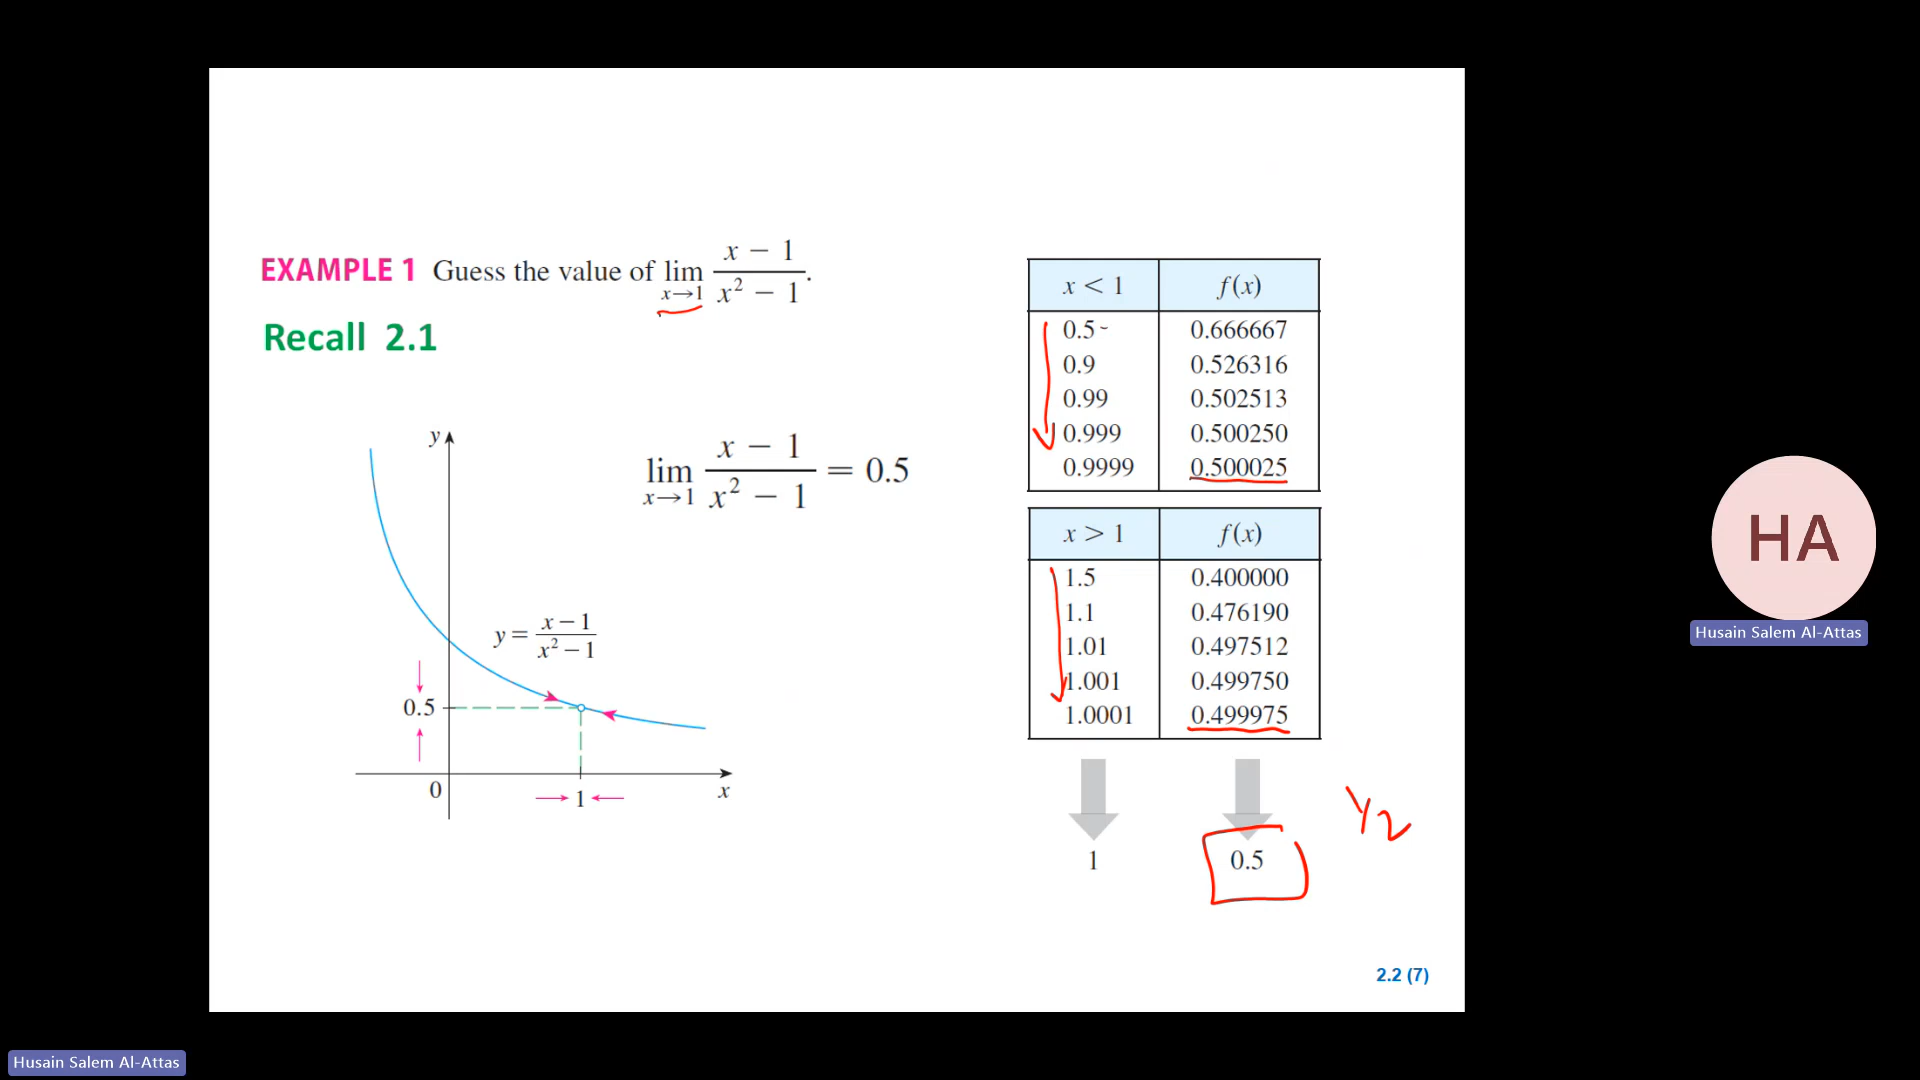 EXAMPLE 1 Guess the value of lim x→1 (x − 1)/(x² − 1).
Recall 2.1
y
lim x→1 (x − 1)/(x² − 1) = 0.5
y = (x − 1)/(x² − 1)
0.5
0
1
x
x < 1 f(x)
0.5 0.666667
0.9 0.526316
0.99 0.502513
0.999 0.500250
0.9999 0.500025
x > 1 f(x)
1.5 0.400000
1.1 0.476190
1.01 0.497512
1.001 0.499750
1.0001 0.499975
1 0.5
1/2
2.2 (7)
HA
Husain Salem Al-Attas
Husain Salem Al-Attas